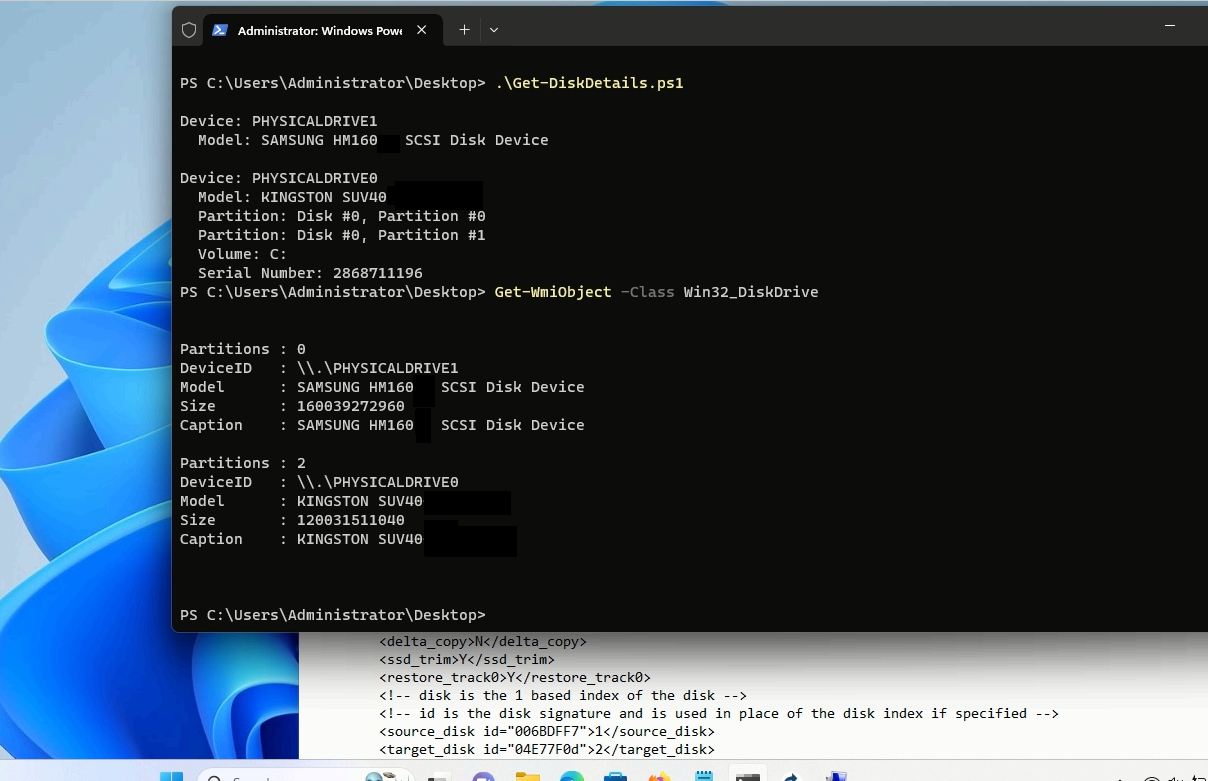 Administrator: Windows Powe
PS C:\Users\Administrator\Desktop> .\Get-DiskDetails.ps1
Device: PHYSICALDRIVE1
Model: SAMSUNG HM160 SCSI Disk Device
Device: PHYSICALDRIVE0
Model: KINGSTON SUV40
Partition: Disk #0, Partition #0
Partition: Disk #0, Partition #1
Volume: C:
Serial Number: 2868711196
PS C:\Users\Administrator\Desktop> Get-WmiObject -Class Win32_DiskDrive
Partitions : 0
DeviceID : \\.\PHYSICALDRIVE1
Model : SAMSUNG HM160 SCSI Disk Device
Size : 160039272960
Caption : SAMSUNG HM160 SCSI Disk Device
Partitions : 2
DeviceID : \\.\PHYSICALDRIVE0
Model : KINGSTON SUV40
Size : 120031511040
Caption : KINGSTON SUV40
PS C:\Users\Administrator\Desktop>
<delta_copy>N</delta_copy>
<ssd_trim>Y</ssd_trim>
<restore_track0>Y</restore_track0>
<!-- disk is the 1 based index of the disk -->
<!-- id is the disk signature and is used in place of the disk index if specified -->
<source_disk id="006BDFF7">1</source_disk>
<target_disk id="04E77F0d">2</target_disk>